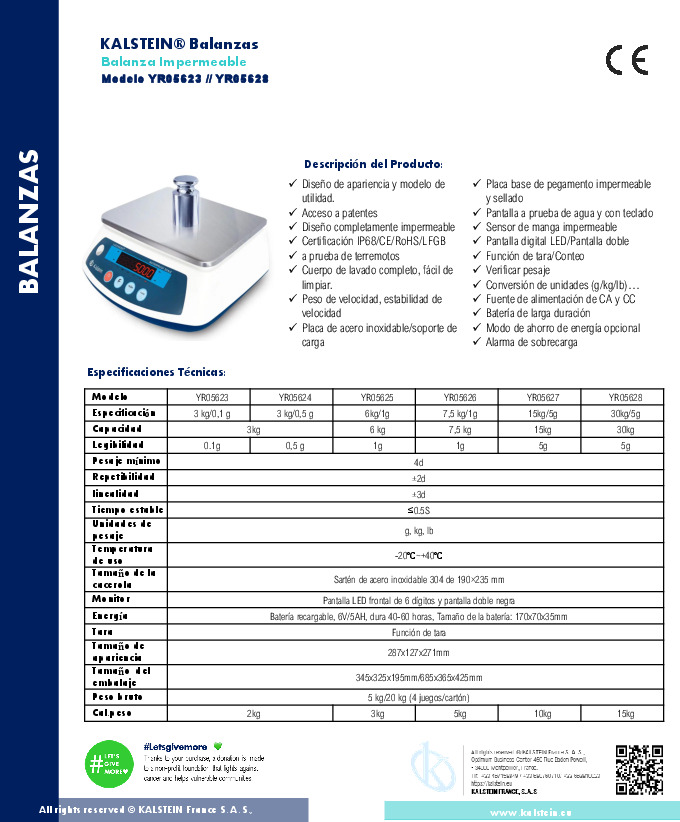 BALANZAS
KALSTEIN® Balanzas
Balanza Impermeable
Modelo YR05623 // YR05628
CE
Descripción del Producto:
✓ Diseño de apariencia y modelo de
utilidad.
✓ Acceso a patentes
✓ Diseño completamente impermeable
✓ Certificación IP68/CE/RoHS/LFGB
✓ a prueba de terremotos
✓ Cuerpo de lavado completo, fácil de
limpiar.
✓ Peso de velocidad, estabilidad de
velocidad
✓ Placa de acero inoxidable/soporte de
carga
✓ Placa base de pegamento impermeable
y sellado
✓ Pantalla a prueba de agua y con teclado
✓ Sensor de manga impermeable
✓ Pantalla digital LED/Pantalla doble
✓ Función de tara/Conteo
✓ Verificar pesaje
✓ Conversión de unidades (g/kg/lb)…
✓ Fuente de alimentación de CA y CC
✓ Batería de larga duración
✓ Modo de ahorro de energía opcional
✓ Alarma de sobrecarga
Especificaciones Técnicas:
Modelo YR05623 YR05624 YR05625 YR05626 YR05627 YR05628
Especificación 3 kg/0,1 g 3 kg/0,5 g 6kg/1g 7,5 kg/1g 15kg/5g 30kg/5g
Capacidad 3kg 6 kg 7,5 kg 15kg 30kg
Legibilidad 0.1g 0,5 g 1g 1g 5g 5g
Pesaje mínimo 4d
Repetibilidad ±2d
linealidad ±3d
Tiempo estable ≤0.5S
Unidades de
pesaje
g, kg, lb
Temperatura
de uso
-20℃~+40℃
Tamaño de la
cacerola
Sartén de acero inoxidable 304 de 190×235 mm
Monitor Pantalla LED frontal de 6 dígitos y pantalla doble negra
Energía Batería recargable, 6V/5AH, dura 40-60 horas, Tamaño de la batería: 170x70x35mm
Tara Función de tara
Tamaño de
apariencia
287x127x271mm
Tamaño del
embalaje
345x325x195mm/685x365x425mm
Peso bruto 5 kg/20 kg (4 juegos/cartón)
Cal.peso 2kg 3kg 5kg 10kg 15kg
# LET'S
GIVE
MORE
#Letsgivemore
Thanks to your purchase, a donation is made
to a non-profit foundation that fights against
cancer and helps vulnerable communities
All rights reserved ® KALSTEIN France S. A. S.,
https://kalstein.eu
KALSTEIN FRANCE, S.A.S
All rights reserved © KALSTEIN France S.A.S.,
www.kalstein.eu